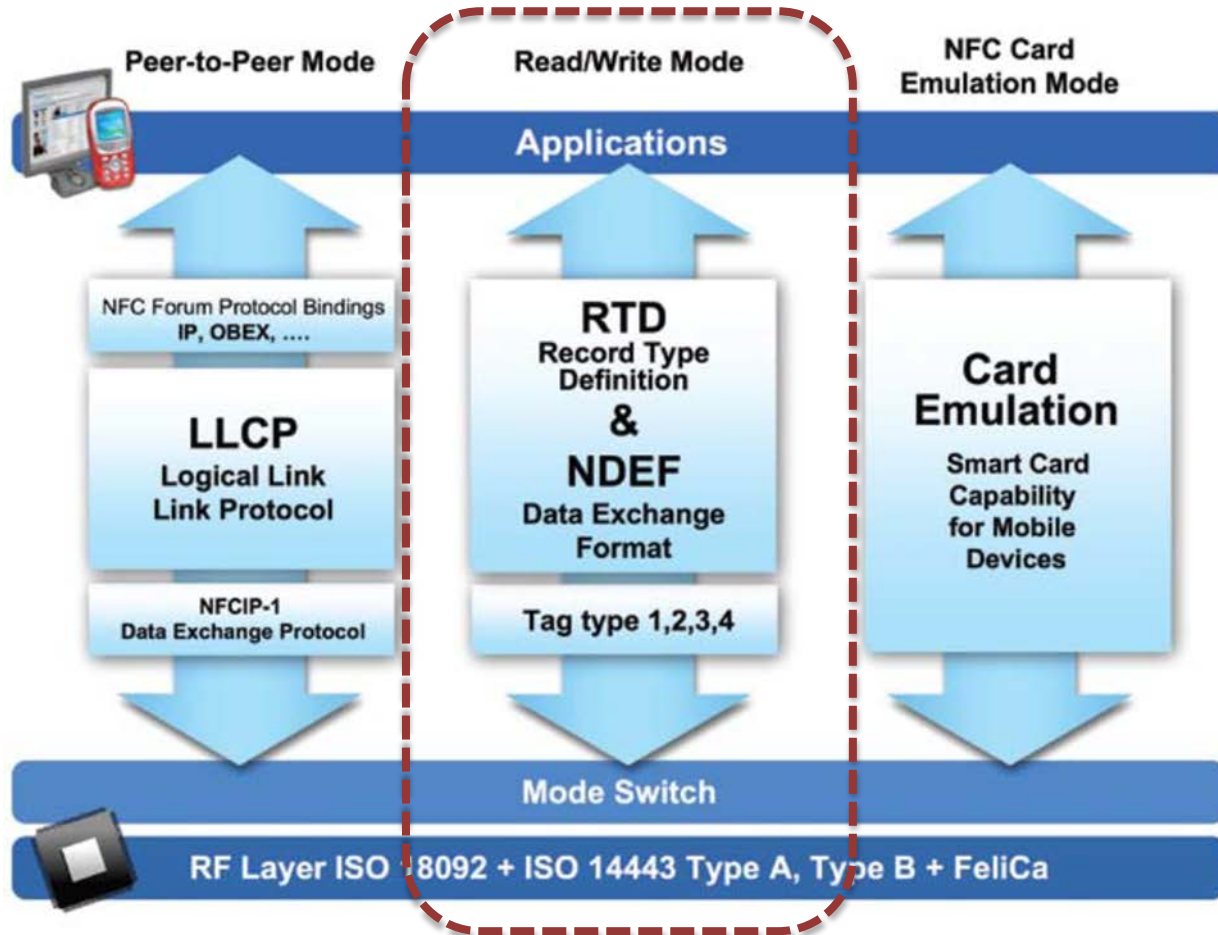 Peer-to-Peer Mode
Read/Write Mode
NFC Card
Emulation Mode
Applications
NFC Forum Protocol Bindings
IP, OBEX, ....
LLCP
Logical Link
Link Protocol
NFCIP-1
Data Exchange Protocol
RTD
Record Type
Definition
&
NDEF
Data Exchange
Format
Tag type 1,2,3,4
Card
Emulation
Smart Card
Capability
for Mobile
Devices
Mode Switch
RF Layer ISO 18092 + ISO 14443 Type A, Type B + FeliCa